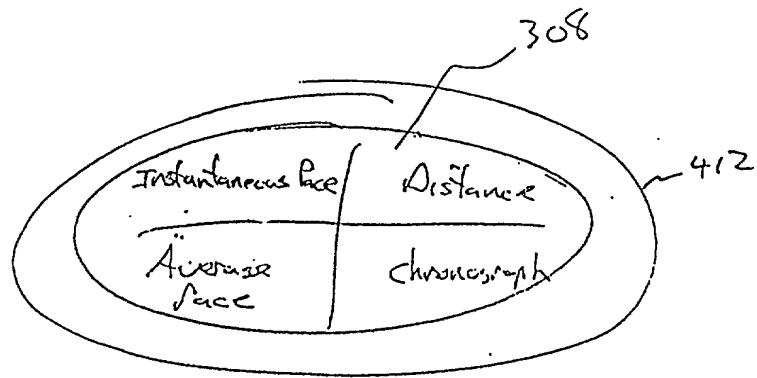 308
Instantaneous Pace
Distance
412
Average
Pace
Chronograph